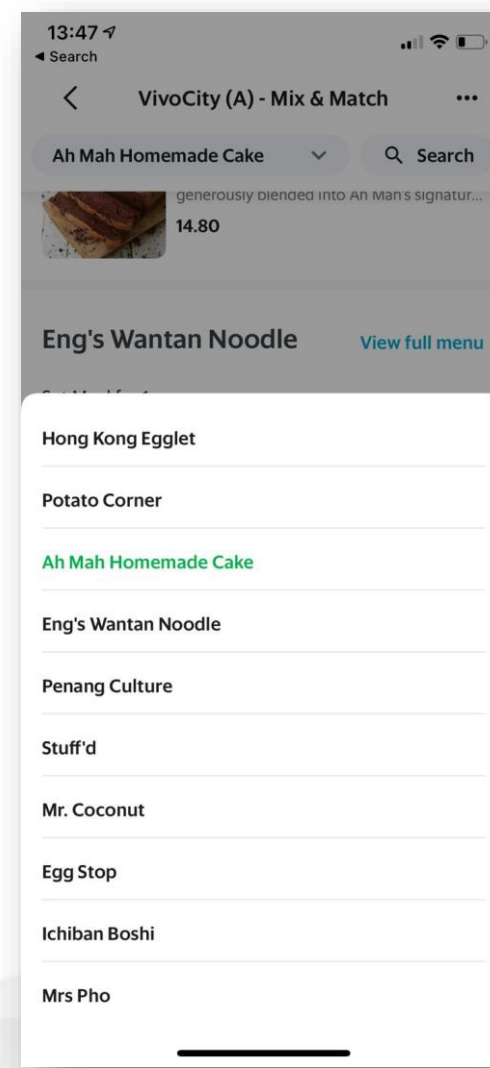 13:47
Search
VivoCity (A) - Mix & Match
Ah Mah Homemade Cake
Search
generously blended into Ah Mah's signatur...
14.80
Eng's Wantan Noodle
View full menu
Hong Kong Egglet
Potato Corner
Ah Mah Homemade Cake
Eng's Wantan Noodle
Penang Culture
Stuff'd
Mr. Coconut
Egg Stop
Ichiban Boshi
Mrs Pho